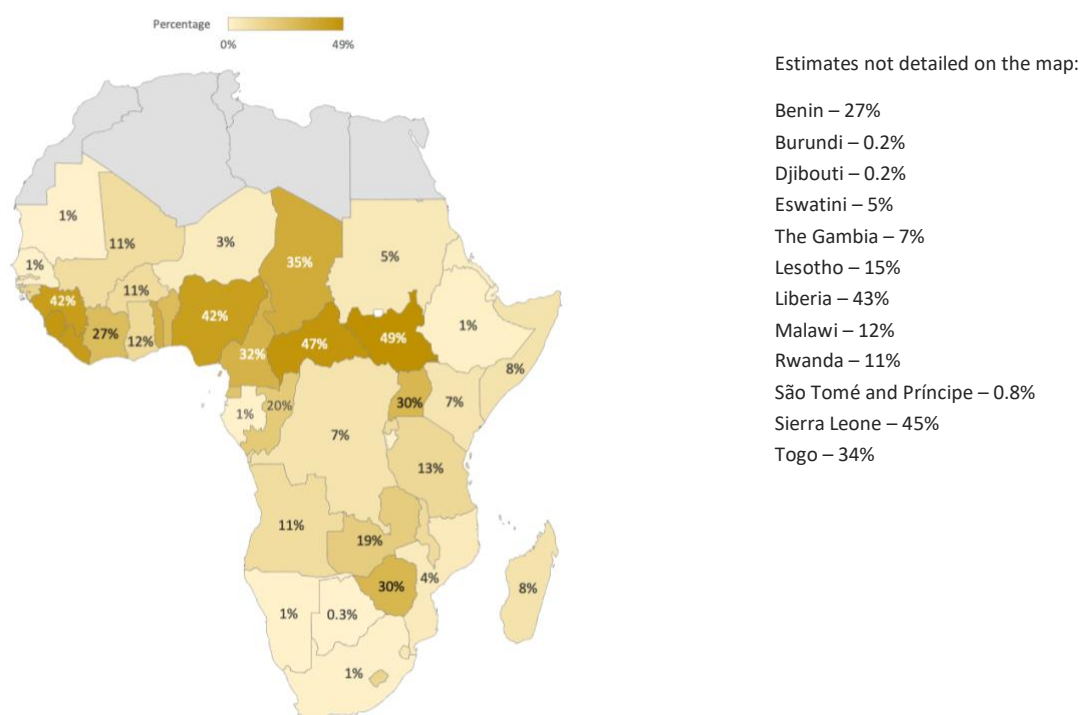 Percentage
0%
49%
1%
11%
3%
35%
5%
1%
11%
42%
27%
12%
42%
32%
47%
49%
1%
8%
1%
20%
30%
7%
7%
13%
11%
19%
30%
4%
8%
1%
0.3%
1%
Estimates not detailed on the map:
Benin – 27%
Burundi – 0.2%
Djibouti – 0.2%
Eswatini – 5%
The Gambia – 7%
Lesotho – 15%
Liberia – 43%
Malawi – 12%
Rwanda – 11%
São Tomé and Príncipe – 0.8%
Sierra Leone – 45%
Togo – 34%